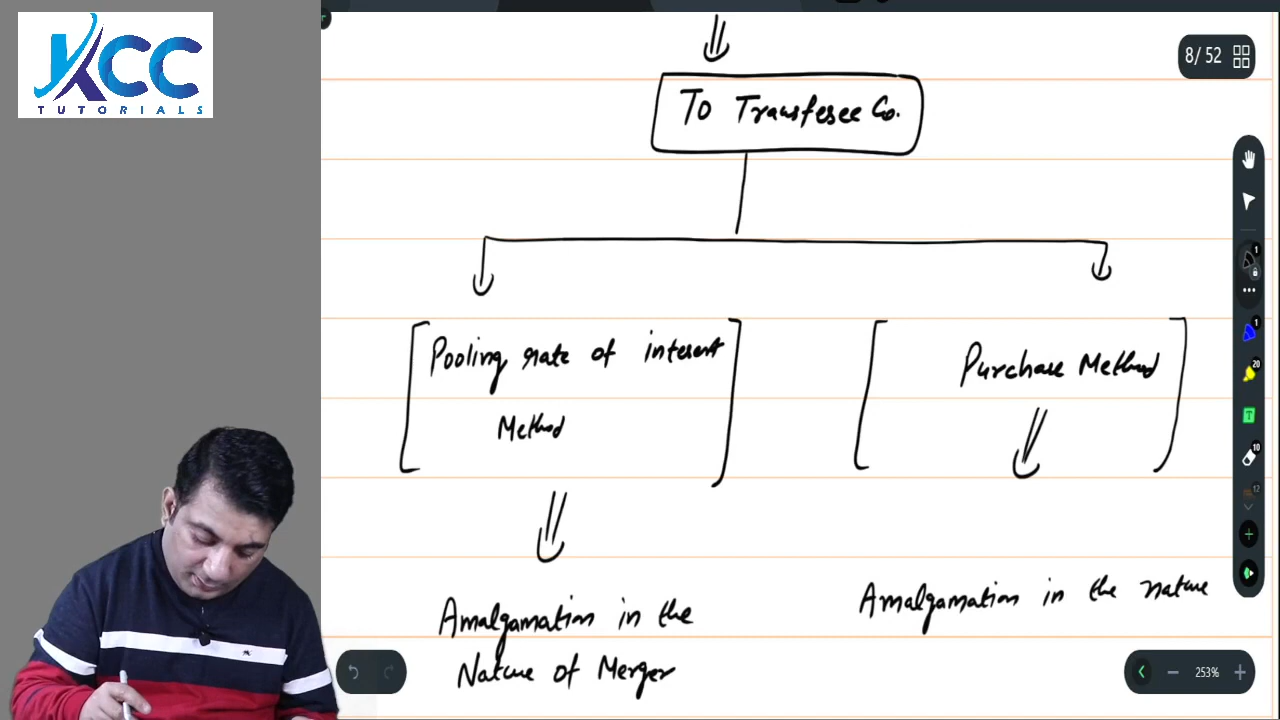 KCC
TUTORIALS
8/ 52
To Transferee Co.
Pooling rate of interest
Method
Purchase Method
Amalgamation in the
Nature of Merger
Amalgamation in the nature
253%